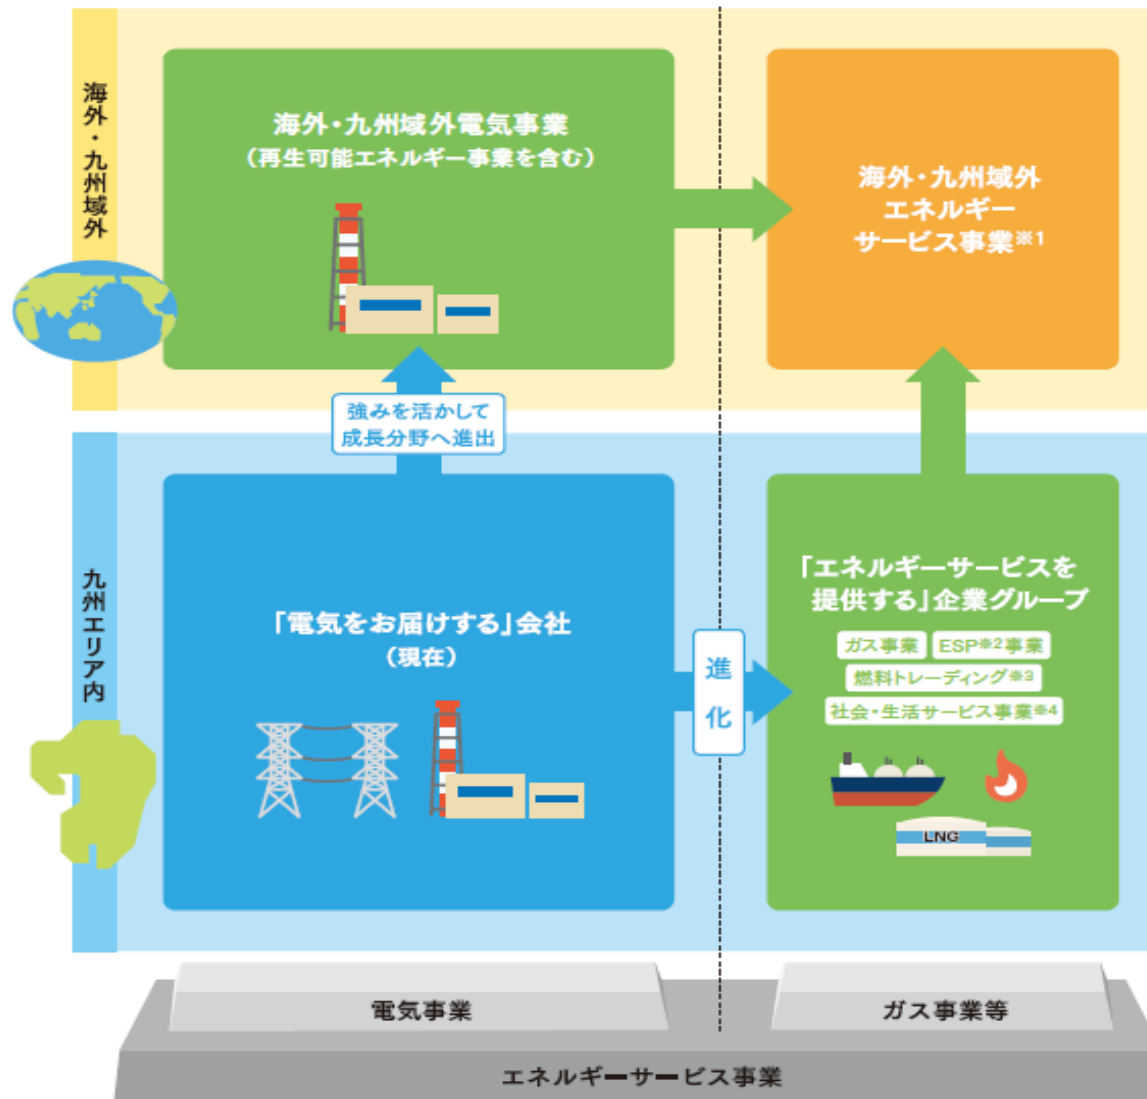 海外・九州域外
海外・九州域外電気事業
（再生可能エネルギー事業を含む）
海外・九州域外
エネルギー
サービス事業※1
強みを活かして
成長分野へ進出
九州エリア内
「電気をお届けする」会社
（現在）
進化
「エネルギーサービスを
提供する」企業グループ
ガス事業 ESP※2事業
燃料トレーディング※3
社会・生活サービス事業※4
LNG
電気事業
ガス事業等
エネルギーサービス事業